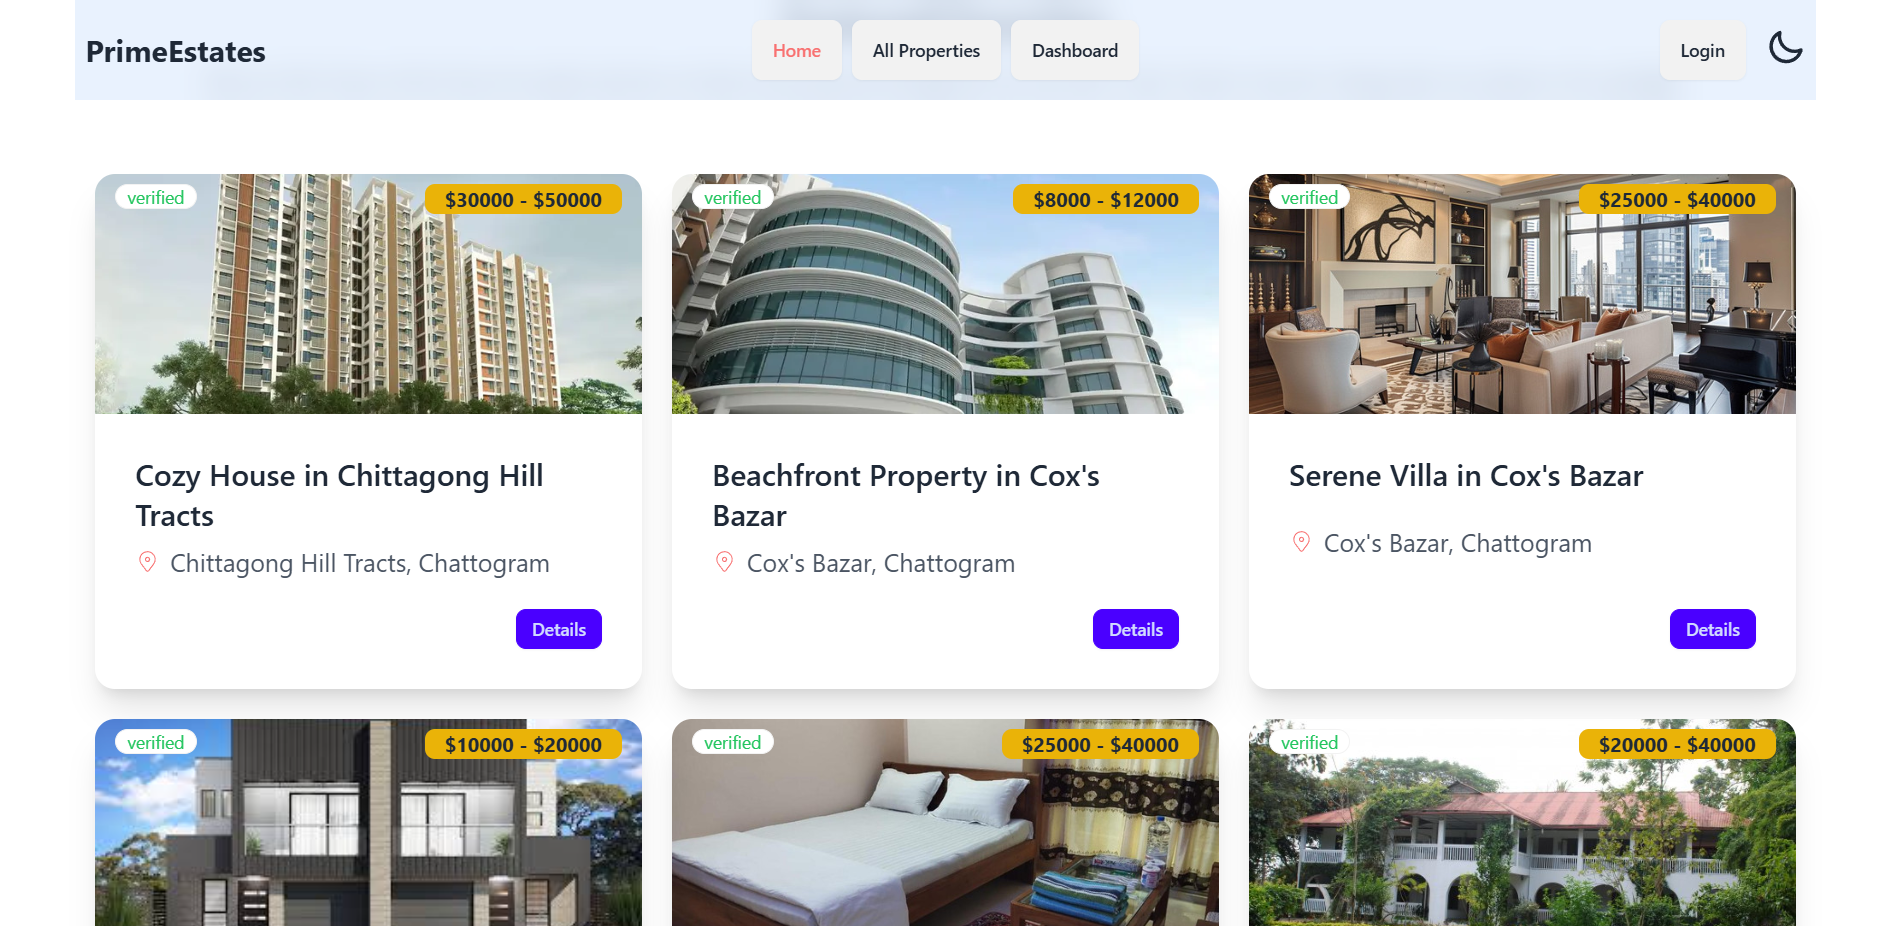 PrimeEstates
Home
All Properties
Dashboard
Login
verified
$30000 - $50000
Cozy House in Chittagong Hill
Tracts
Chittagong Hill Tracts, Chattogram
Details
verified
$8000 - $12000
Beachfront Property in Cox's
Bazar
Cox's Bazar, Chattogram
Details
verified
$25000 - $40000
Serene Villa in Cox's Bazar
Cox's Bazar, Chattogram
Details
verified
$10000 - $20000
verified
$25000 - $40000
verified
$20000 - $40000